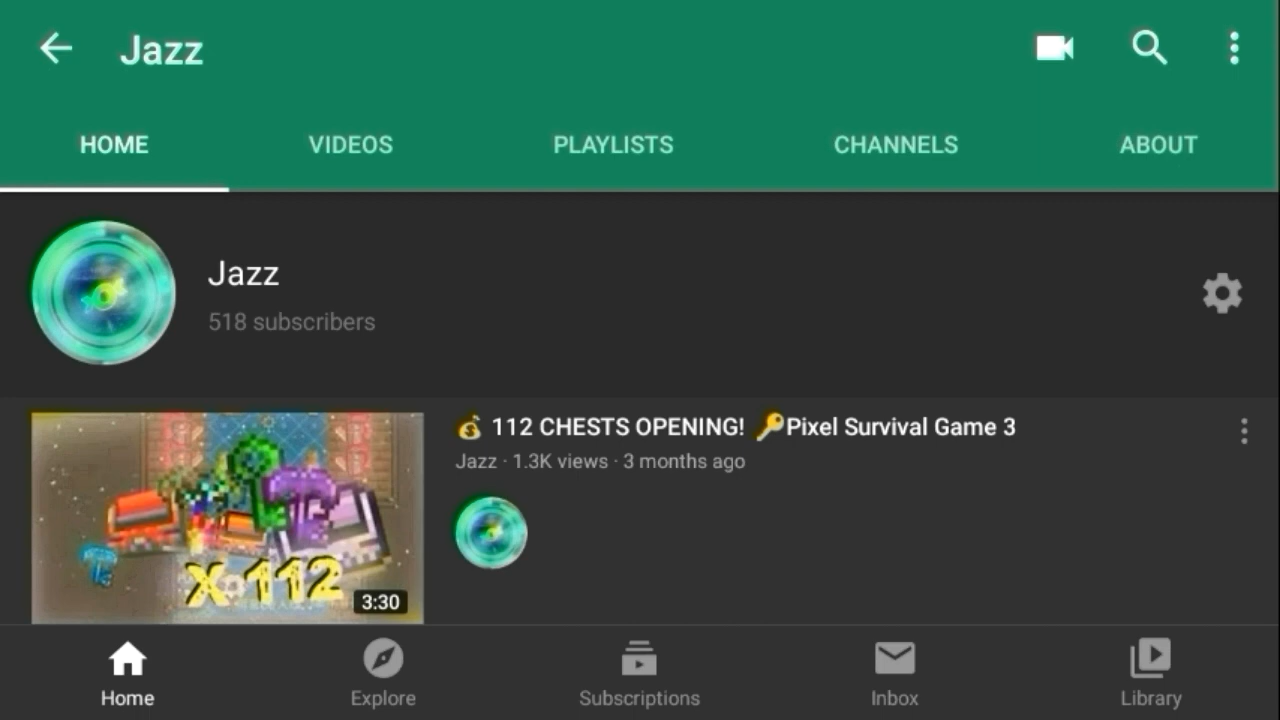 Jazz
HOME VIDEOS PLAYLISTS CHANNELS ABOUT
Jazz
518 subscribers
💰 112 CHESTS OPENING! 🔑Pixel Survival Game 3
Jazz · 1.3K views · 3 months ago
X 112
3:30
Home Explore Subscriptions Inbox Library